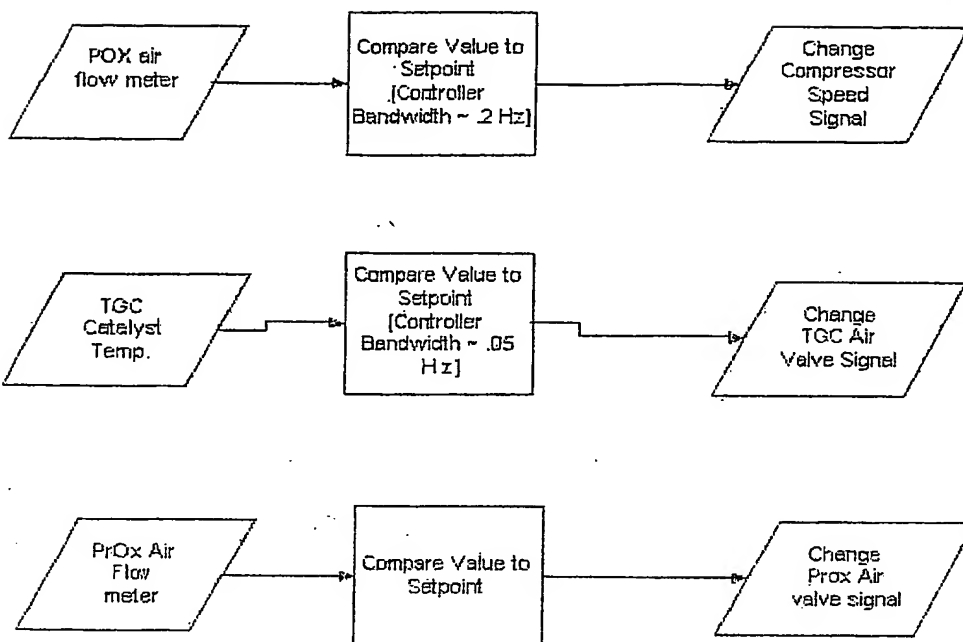 POX air
flow meter
Compare Value to
Setpoint
[Controller
Bandwidth ~ .2 Hz]
Change
Compressor
Speed
Signal
TGC
Catalyst
Temp.
Compare Value to
Setpoint
[Controller
Bandwidth ~ .05
Hz]
Change
TGC Air
Valve Signal
PrOx Air
Flow
meter
Compare Value to
Setpoint
Change
Prox Air
valve signal